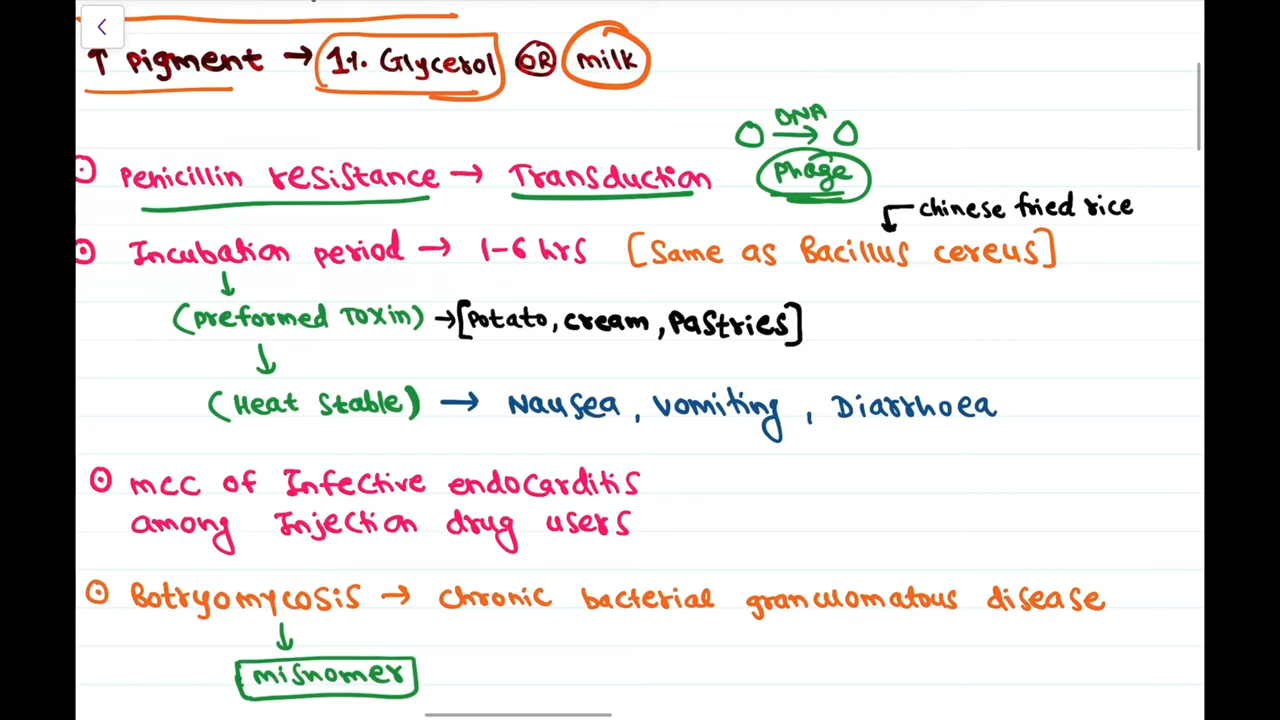 ↑ Pigment → 1% Glycerol OR milk
DNA
Penicillin resistance → Transduction phage
chinese fried rice
Incubation period → 1-6 hrs [Same as Bacillus cereus]
(preformed Toxin) → [Potato, cream, Pastries]
(Heat stable) → Nausea, vomiting, Diarrhoea
MCC of Infective endocarditis
among Injection drug users
Botryomycosis → chronic bacterial granulomatous disease
misnomer